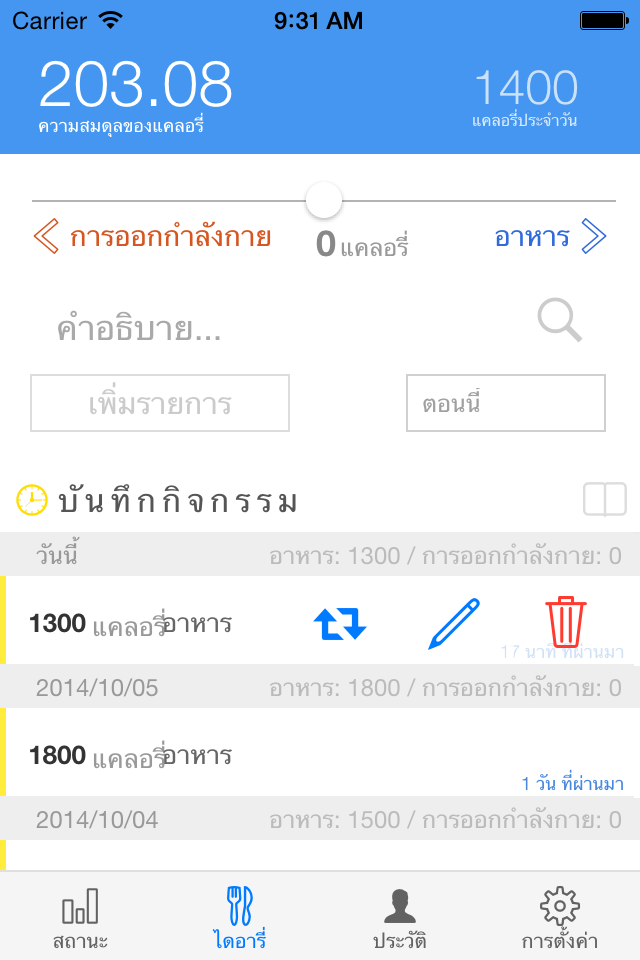 Carrier 9:31 AM
203.08 1400
ความสมดุลของแคลอรี่ แคลอรี่ประจำวัน
การออกกำลังกาย 0 แคลอรี่ อาหาร
คำอธิบาย...
เพิ่มรายการ ตอนนี้
บันทึกกิจกรรม
วันนี้ อาหาร: 1300 / การออกกำลังกาย: 0
1300 แคลอรี่ อาหาร
17 นาที ที่ผ่านมา
2014/10/05 อาหาร: 1800 / การออกกำลังกาย: 0
1800 แคลอรี่ อาหาร
1 วัน ที่ผ่านมา
2014/10/04 อาหาร: 1500 / การออกกำลังกาย: 0
สถานะ ไดอารี่ ประวัติ การตั้งค่า